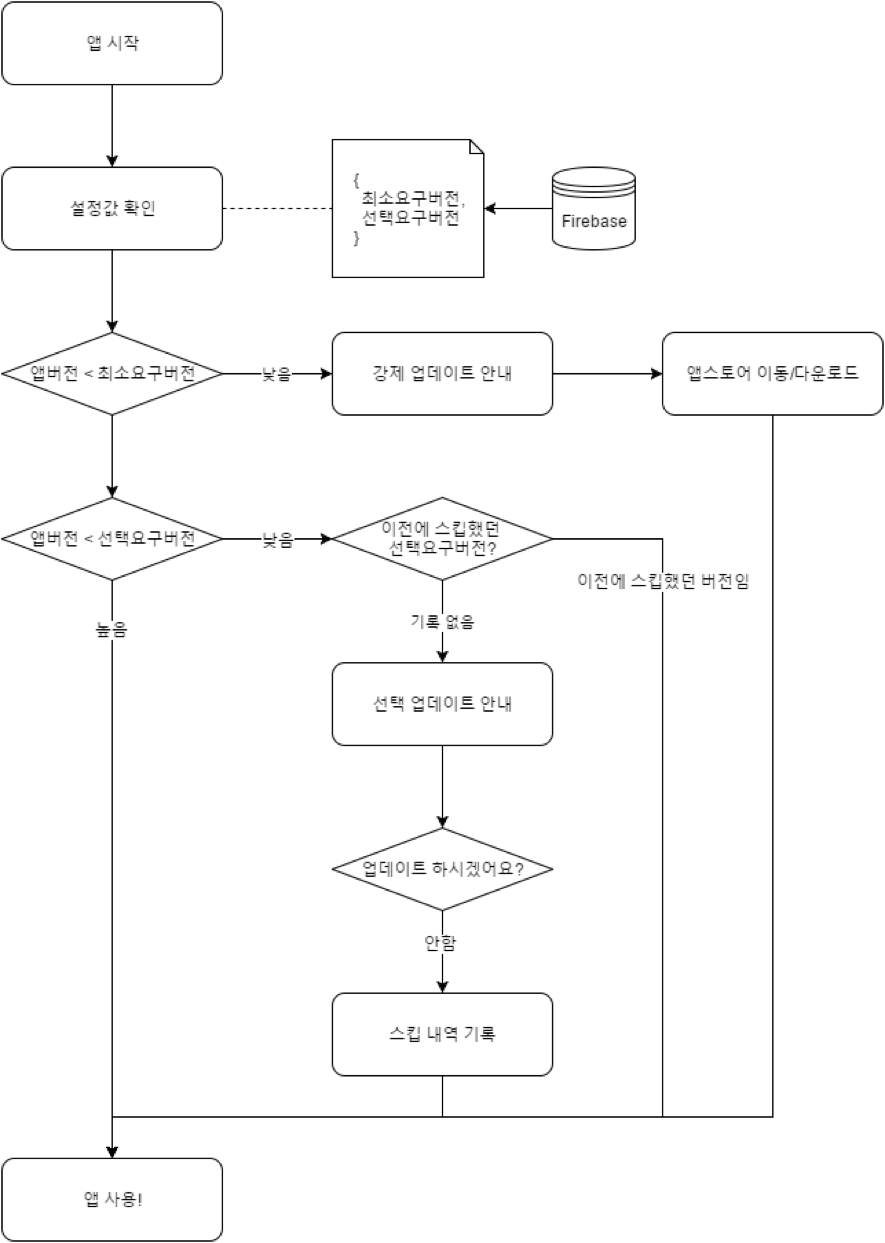 앱 시작
설정값 확인
{
최소요구버전,
선택요구버전
}
Firebase
앱버전 < 최소요구버전
낮음
강제 업데이트 안내
앱스토어 이동/다운로드
앱버전 < 선택요구버전
낮음
이전에 스킵했던
선택요구버전?
이전에 스킵했던 버전임
높음
기록 없음
선택 업데이트 안내
업데이트 하시겠어요?
안함
스킵 내역 기록
앱 사용!